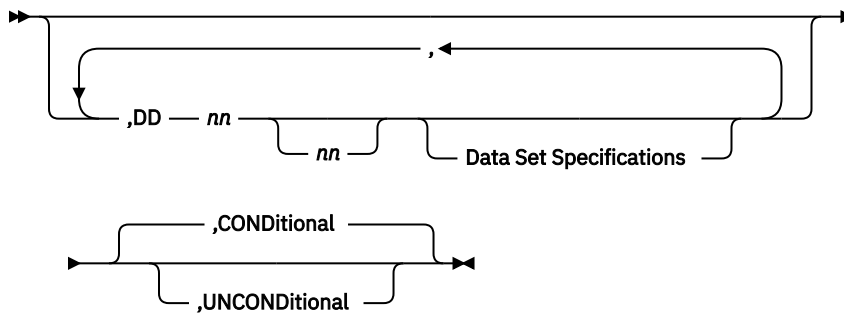 ,
,DD nn
nn
Data Set Specifications
,CONDitional
,UNCONDitional